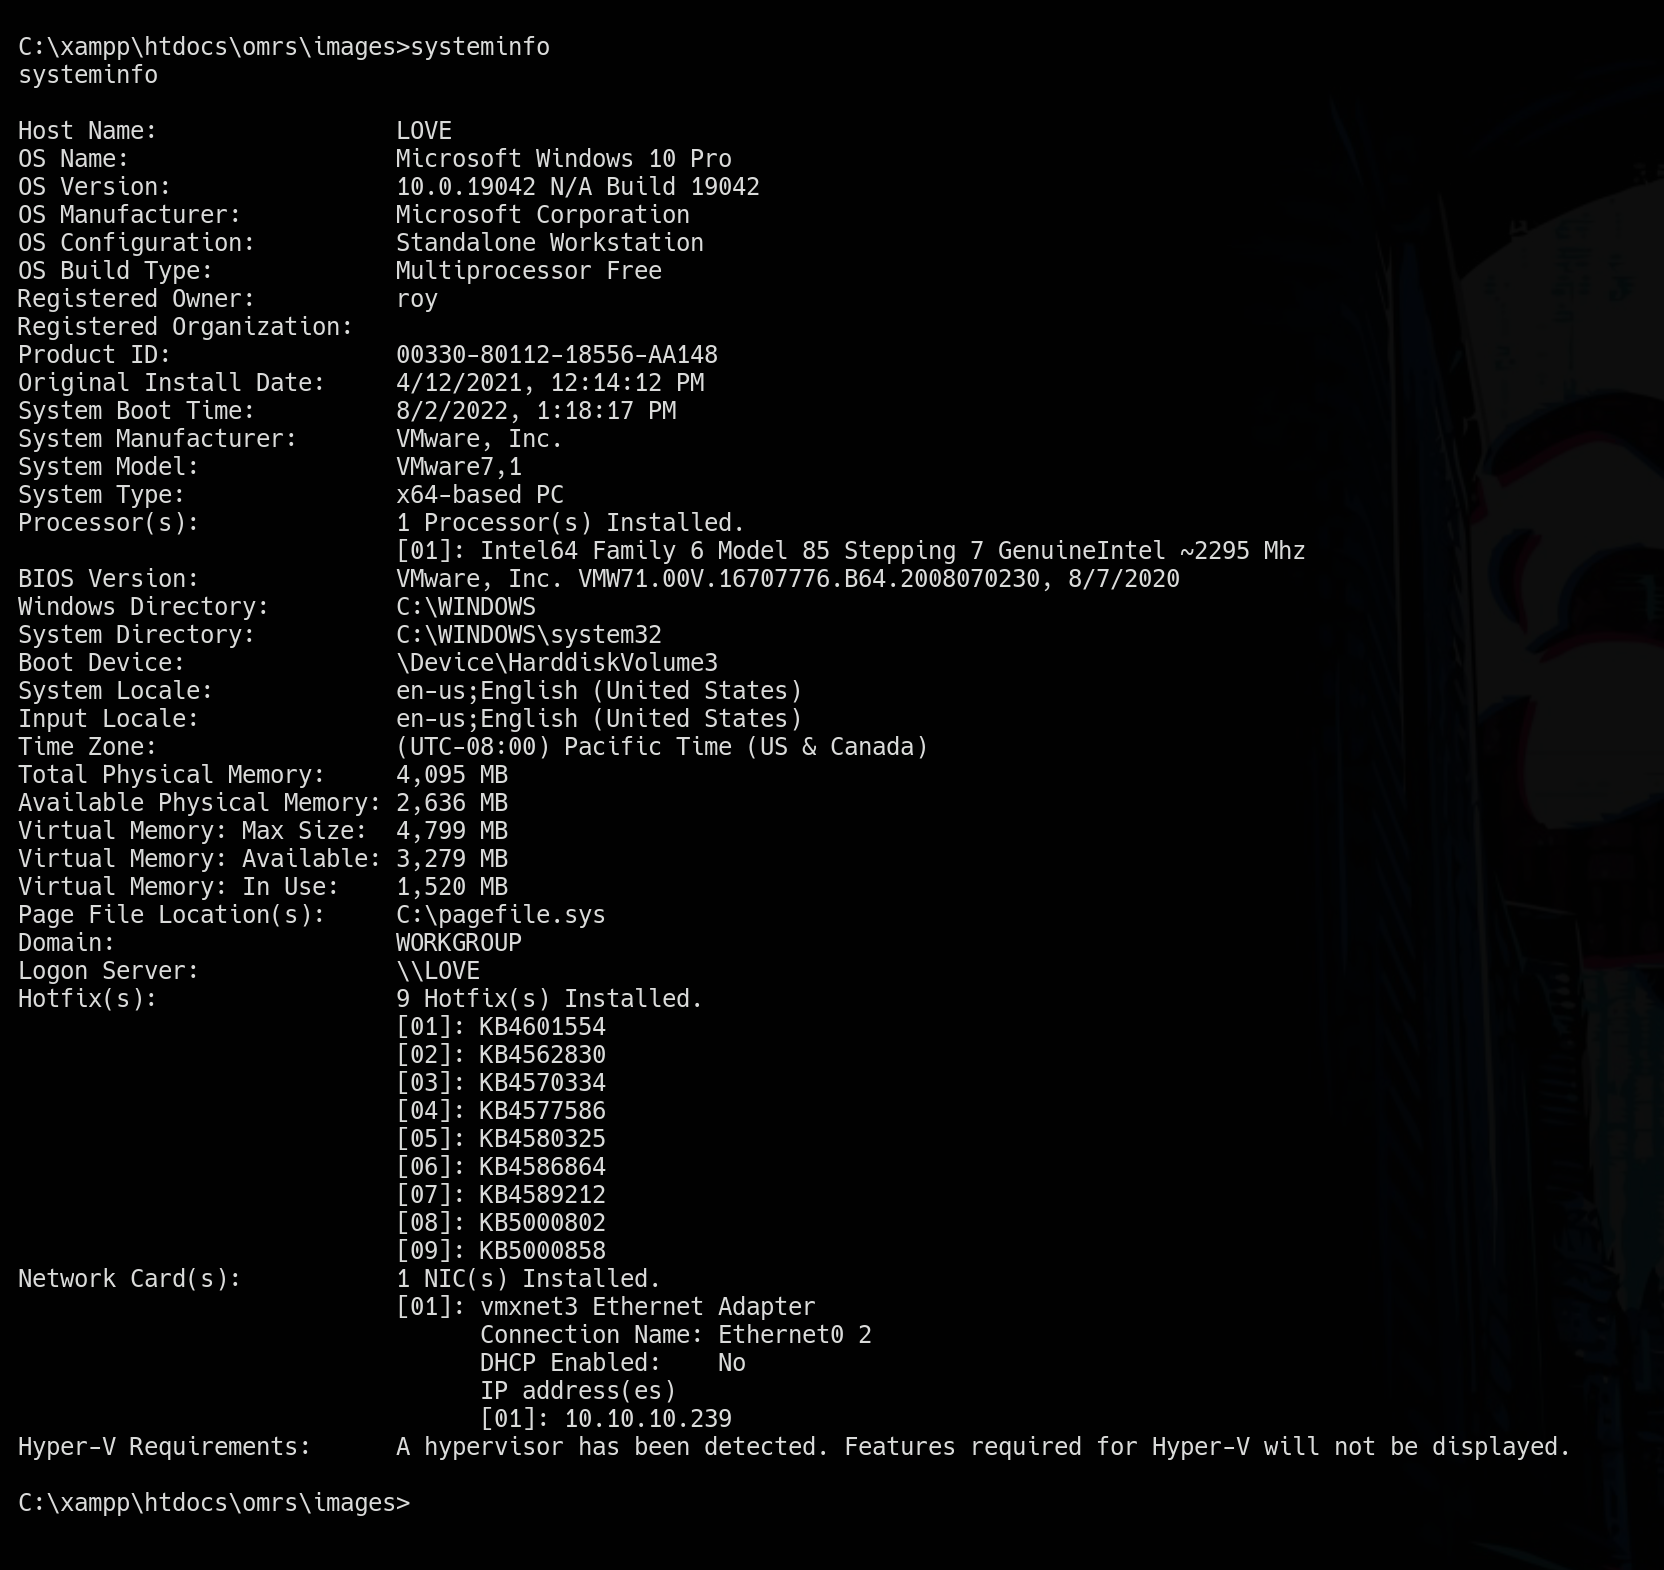 C:\xampp\htdocs\omrs\images>systeminfo
systeminfo
Host Name:                 LOVE
OS Name:                   Microsoft Windows 10 Pro
OS Version:                10.0.19042 N/A Build 19042
OS Manufacturer:           Microsoft Corporation
OS Configuration:          Standalone Workstation
OS Build Type:             Multiprocessor Free
Registered Owner:          roy
Registered Organization:
Product ID:                00330-80112-18556-AA148
Original Install Date:     4/12/2021, 12:14:12 PM
System Boot Time:          8/2/2022, 1:18:17 PM
System Manufacturer:       VMware, Inc.
System Model:              VMware7,1
System Type:               x64-based PC
Processor(s):              1 Processor(s) Installed.
                           [01]: Intel64 Family 6 Model 85 Stepping 7 GenuineIntel ~2295 Mhz
BIOS Version:              VMware, Inc. VMW71.00V.16707776.B64.2008070230, 8/7/2020
Windows Directory:         C:\WINDOWS
System Directory:          C:\WINDOWS\system32
Boot Device:               \Device\HarddiskVolume3
System Locale:             en-us;English (United States)
Input Locale:              en-us;English (United States)
Time Zone:                 (UTC-08:00) Pacific Time (US & Canada)
Total Physical Memory:     4,095 MB
Available Physical Memory: 2,636 MB
Virtual Memory: Max Size:  4,799 MB
Virtual Memory: Available: 3,279 MB
Virtual Memory: In Use:    1,520 MB
Page File Location(s):     C:\pagefile.sys
Domain:                    WORKGROUP
Logon Server:              \\LOVE
Hotfix(s):                 9 Hotfix(s) Installed.
                           [01]: KB4601554
                           [02]: KB4562830
                           [03]: KB4570334
                           [04]: KB4577586
                           [05]: KB4580325
                           [06]: KB4586864
                           [07]: KB4589212
                           [08]: KB5000802
                           [09]: KB5000858
Network Card(s):           1 NIC(s) Installed.
                           [01]: vmxnet3 Ethernet Adapter
                                 Connection Name: Ethernet0 2
                                 DHCP Enabled:    No
                                 IP address(es)
                                 [01]: 10.10.10.239
Hyper-V Requirements:      A hypervisor has been detected. Features required for Hyper-V will not be displayed.
C:\xampp\htdocs\omrs\images>